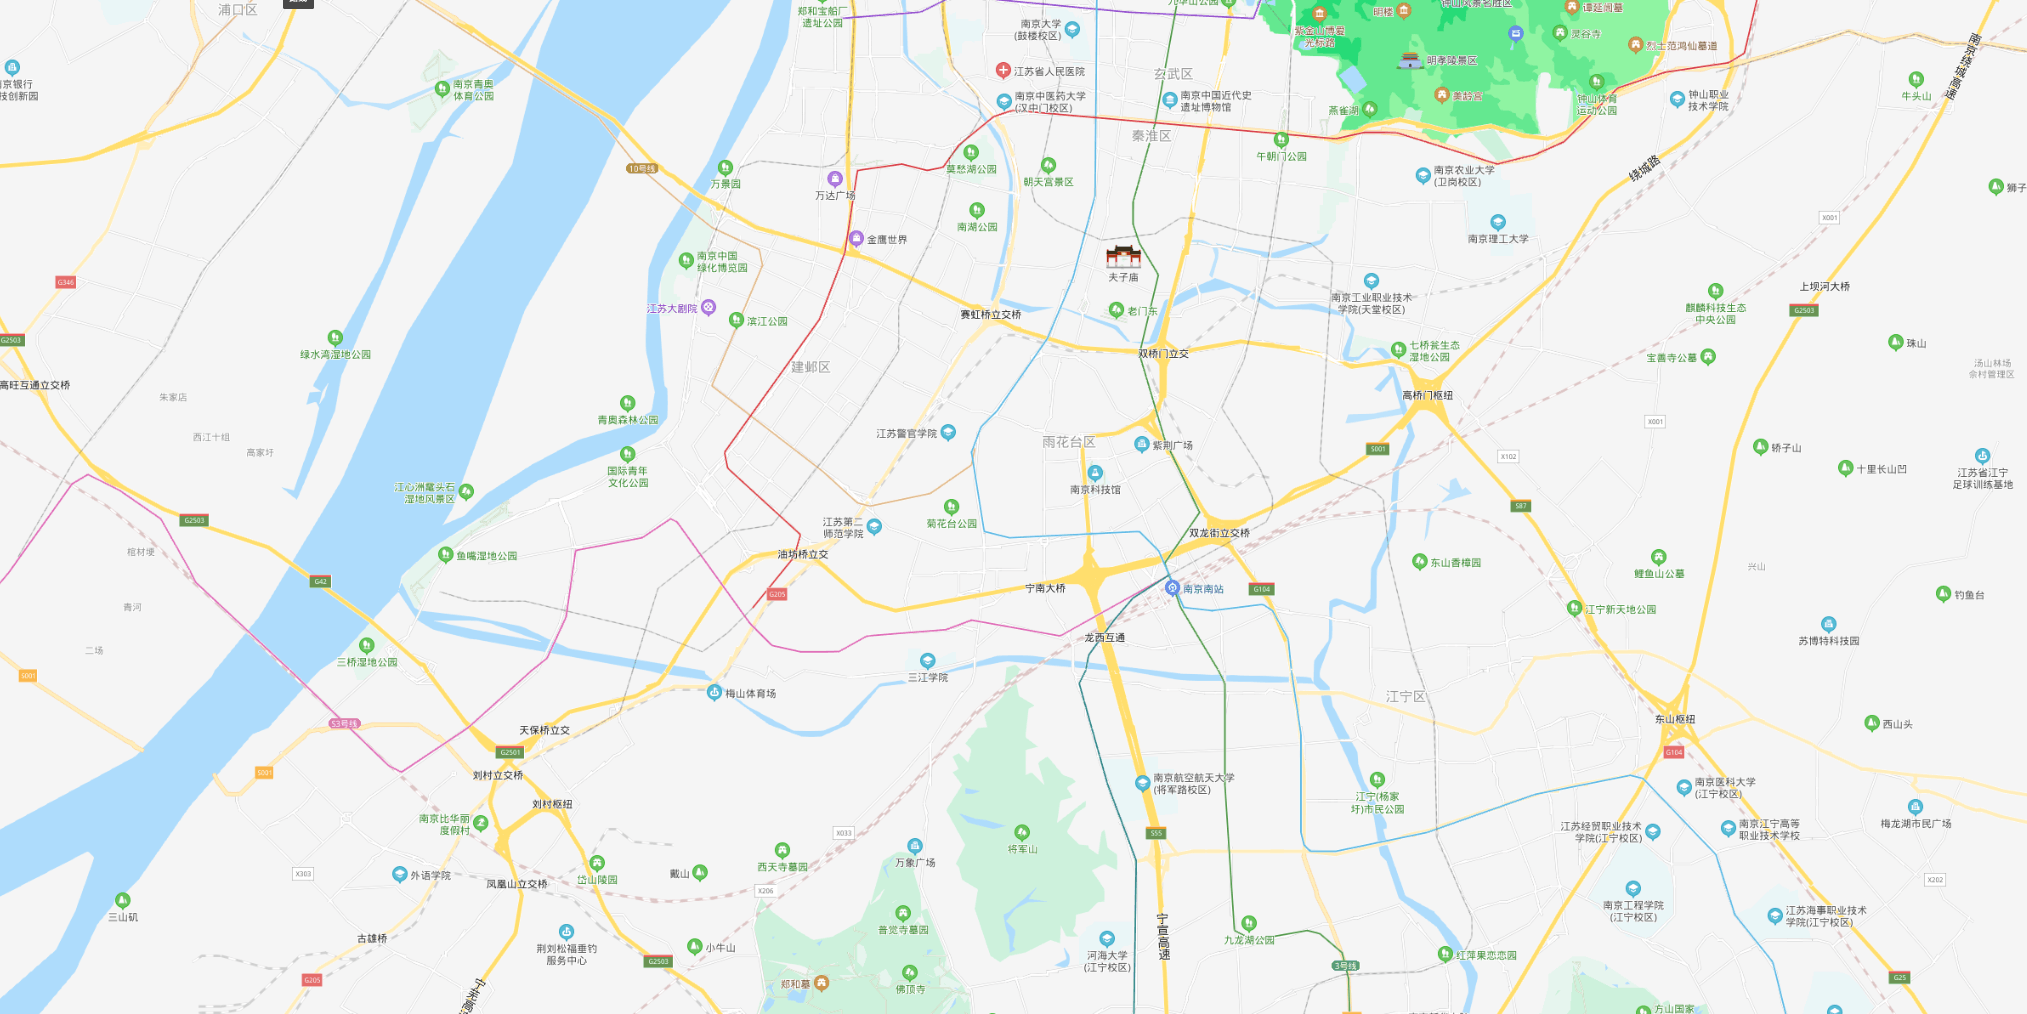 浦口区
郑和宝船厂
遗址公园
南京大学
(鼓楼校区)
九华山公园
紫金山博爱
光标路
明楼
钟山风景名胜区
谭延闿墓
灵谷寺
烈士范鸿仙墓道
明孝陵景区
美龄宫
燕雀湖
钟山体育
运动公园
钟山职业
技术学院
南京绕城高速
牛头山
南京青奥
体育公园
江苏省人民医院
南京中医药大学
(汉中门校区)
玄武区
南京中国近代史
遗址博物馆
秦淮区
午朝门公园
绕城路
10号线
万景园
万达广场
莫愁湖公园
朝天宫景区
南京农业大学
(卫岗校区)
狮子
X001
南湖公园
金鹰世界
南京理工大学
南京中国
绿化博览园
夫子庙
G346
江苏大剧院
滨江公园
赛虹桥立交桥
老门东
南京工业职业技术
学院(天堂校区)
上坝河大桥
麒麟科技生态
中央公园
G2503
G2503
绿水湾湿地公园
双桥门立交
七桥瓮生态
湿地公园
宝善寺公墓
珠山
汤山林场
余村管理区
建邺区
高旺互通立交桥
朱家店
高桥门枢纽
青奥森林公园
X001
西江十组
高家圩
江苏警官学院
雨花台区
紫荆广场
S001
X102
轿子山
十里长山凹
江苏省江宁
足球训练基地
国际青年
文化公园
江心洲鳘头石
湿地风景区
南京科技馆
S87
G2503
菊花台公园
江苏第二
师范学院
双龙街立交桥
棺材埂
鱼嘴湿地公园
油坊桥立交
东山香樟园
鲤鱼山公墓
兴山
G42
G205
宁南大桥
南京南站
G104
钓鱼台
青河
江宁新天地公园
苏博特科技园
龙西互通
二场
三桥湿地公园
三江学院
S001
梅山体育场
江宁区
S3号线
天保桥立交
东山枢纽
西山头
G2501
G104
S001
刘村立交桥
南京航空航天大学
(将军路校区)
江宁(杨家
圩)市民公园
南京医科大学
(江宁校区)
刘村枢纽
南京比华丽
度假村
X033
S55
江苏经贸职业技术
学院(江宁校区)
南京江宁高等
职业技术学校
梅龙湖市民广场
将军山
万象广场
西天寺墓园
戴山
岱山陵园
X303
外语学院
凤凰山立交桥
X206
X202
三山矶
普觉寺墓园
南京工程学院
(江宁校区)
江苏海事职业技术
学院(江宁校区)
古雄桥
荆刘松福垂钓
服务中心
小牛山
宁宣高速
九龙湖公园
河海大学
(江宁校区)
红苹果恋恋园
G2503
3号线
G205
佛顶寺
郑和墓
G25
方山国家